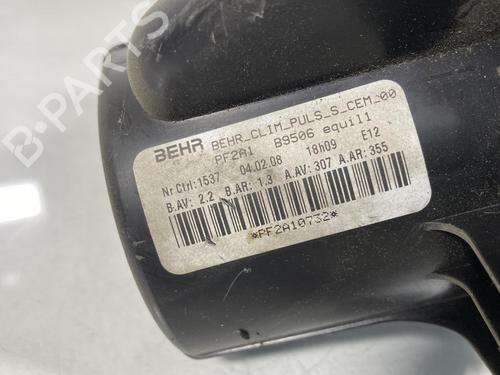 B-PARTS
BEHR BEHR_CLIM_PULS_S_CEM_00
PF2A1 B9506 equil1
Nr Ctrl:1537 04.02.08 18h09 E12
B.AV: 2.2 B.AR: 1.3 A.AV: 307 A.AR: 355
*PF2A10732*